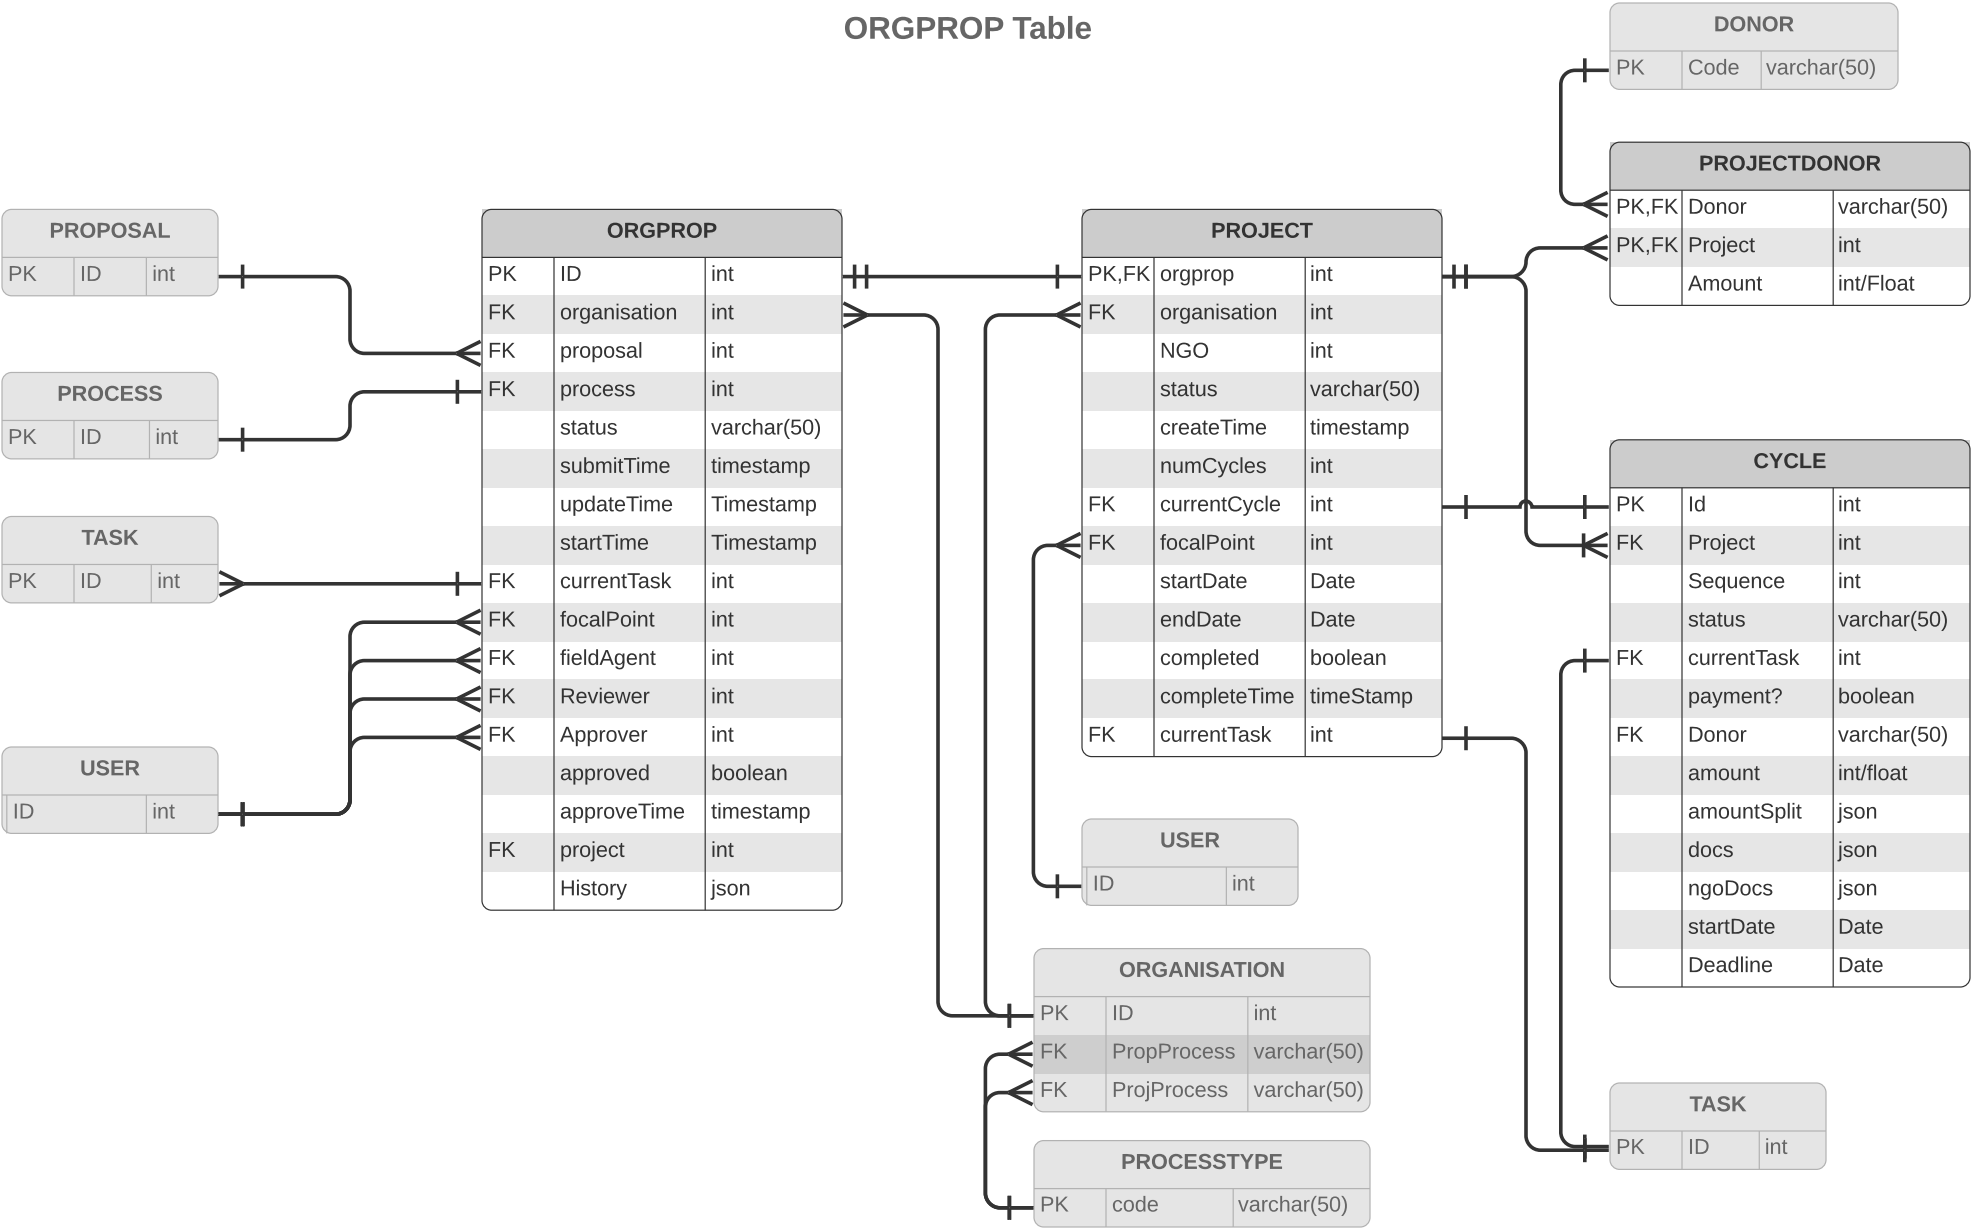 ORGPROP Table
DONOR
PK Code varchar(50)
PROJECTDONOR
PK,FK Donor varchar(50)
PK,FK Project int
Amount int/Float
PROPOSAL
PK ID int
PROCESS
PK ID int
TASK
PK ID int
USER
ID int
ORGPROP
PK ID int
FK organisation int
FK proposal int
FK process int
status varchar(50)
submitTime timestamp
updateTime Timestamp
startTime Timestamp
FK currentTask int
FK focalPoint int
FK fieldAgent int
FK Reviewer int
FK Approver int
approved boolean
approveTime timestamp
FK project int
History json
PROJECT
PK,FK orgprop int
FK organisation int
NGO int
status varchar(50)
createTime timestamp
numCycles int
FK currentCycle int
FK focalPoint int
startDate Date
endDate Date
completed boolean
completeTime timeStamp
FK currentTask int
USER
ID int
ORGANISATION
PK ID int
FK PropProcess varchar(50)
FK ProjProcess varchar(50)
PROCESSTYPE
PK code varchar(50)
CYCLE
PK Id int
FK Project int
Sequence int
status varchar(50)
FK currentTask int
payment? boolean
FK Donor varchar(50)
amount int/float
amountSplit json
docs json
ngoDocs json
startDate Date
Deadline Date
TASK
PK ID int